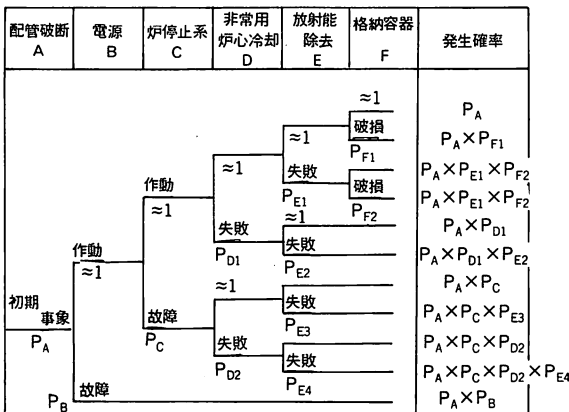 配管破断 電源 炉停止系 非常用炉心冷却 放射能除去 格納容器 発生確率
A B C D E F
≈1 P_A
破損 P_A×P_F1
≈1 P_F1
≈1 失敗 P_A×P_E1×P_F2
作動 P_E1 破損 P_A×P_E1×P_F2
≈1 P_F2
失敗 ≈1 P_A×P_D1
作動 P_D1 失敗 P_A×P_D1×P_E2
≈1 P_E2
P_A×P_C
初期事象 ≈1 失敗 P_A×P_C×P_E3
故障 P_E3
P_A P_C 失敗 P_A×P_C×P_D2
P_D2 失敗 P_A×P_C×P_D2×P_E4
P_E4
故障 P_A×P_B
P_B